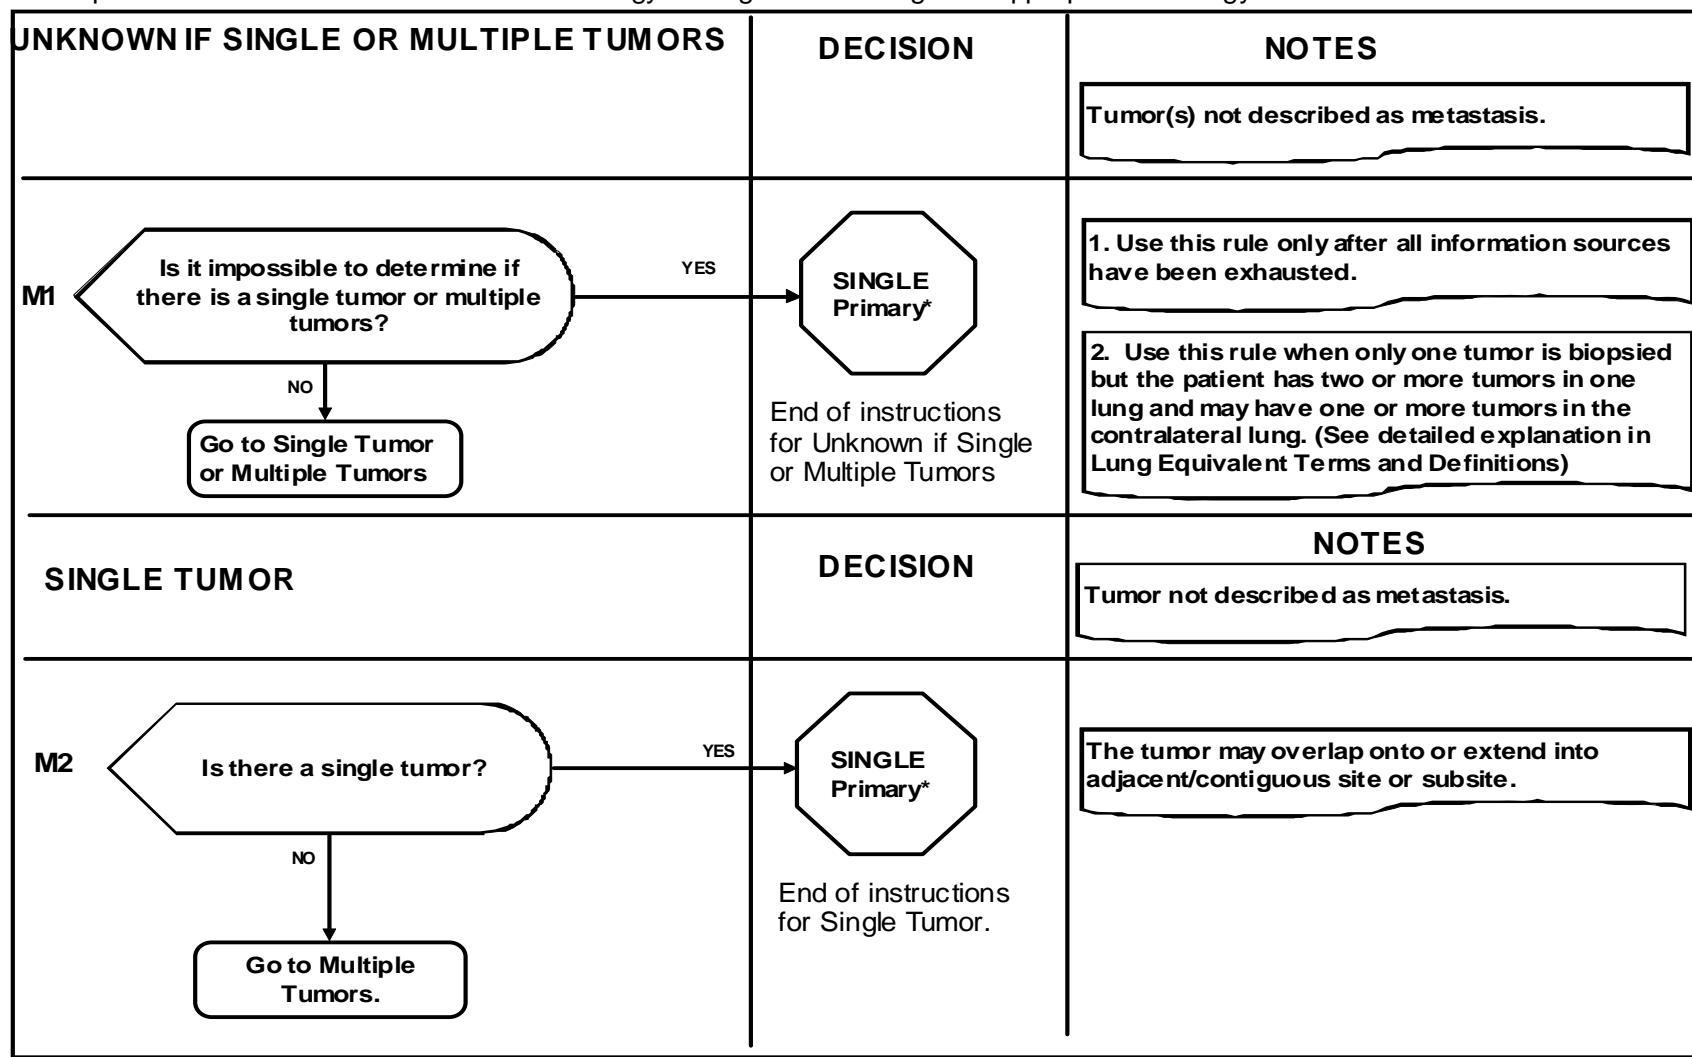 UNKNOWN IF SINGLE OR MULTIPLE TUMORS
DECISION
NOTES
Tumor(s) not described as metastasis.
M1
Is it impossible to determine if
there is a single tumor or multiple
tumors?
YES
NO
Go to Single Tumor
or Multiple Tumors
SINGLE
Primary*
End of instructions
for Unknown if Single
or Multiple Tumors
1. Use this rule only after all information sources
have been exhausted.
2. Use this rule when only one tumor is biopsied
but the patient has two or more tumors in one
lung and may have one or more tumors in the
contralateral lung. (See detailed explanation in
Lung Equivalent Terms and Definitions)
SINGLE TUMOR
DECISION
NOTES
Tumor not described as metastasis.
M2
Is there a single tumor?
YES
NO
Go to Multiple
Tumors.
SINGLE
Primary*
End of instructions
for Single Tumor.
The tumor may overlap onto or extend into
adjacent/contiguous site or subsite.